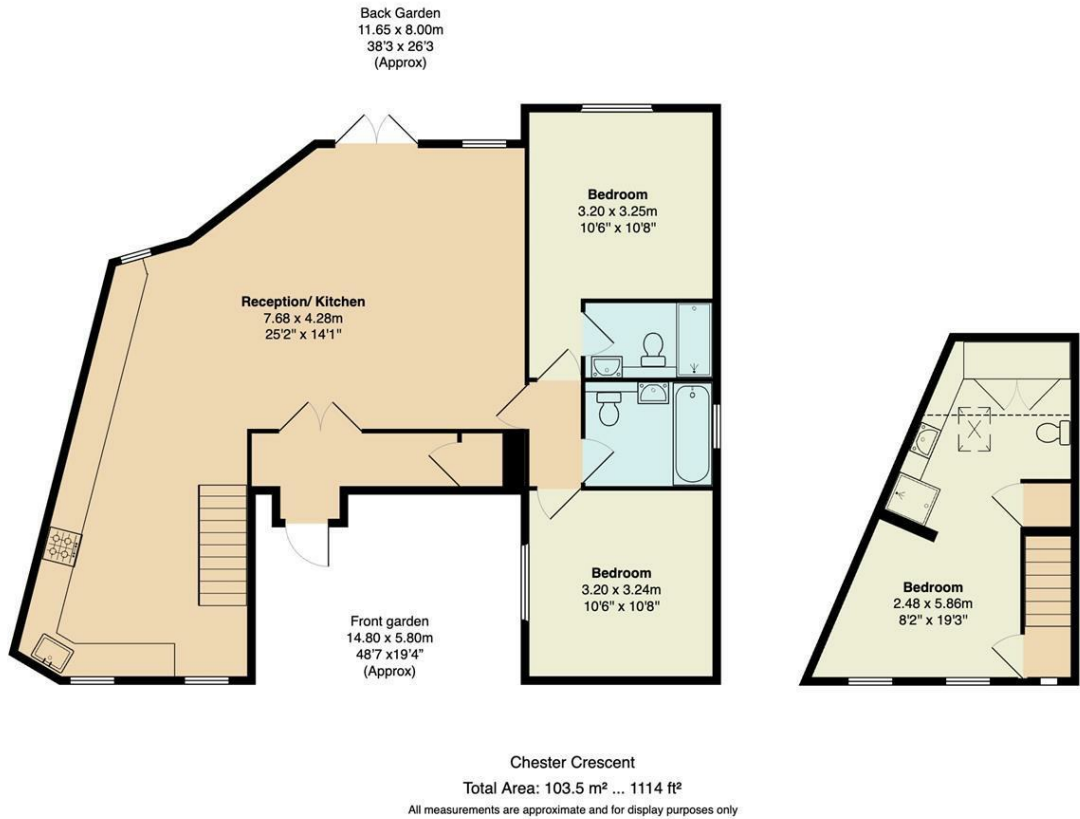 Back Garden
11.65 x 8.00m
38'3 x 26'3
(Approx)
Bedroom
3.20 x 3.25m
10'6" x 10'8"
Reception/ Kitchen
7.68 x 4.28m
25'2" x 14'1"
Bedroom
3.20 x 3.24m
10'6" x 10'8"
Bedroom
2.48 x 5.86m
8'2" x 19'3"
Front garden
14.80 x 5.80m
48'7 x19'4”
(Approx)
Chester Crescent
Total Area: 103.5 m² ... 1114 ft²
All measurements are approximate and for display purposes only